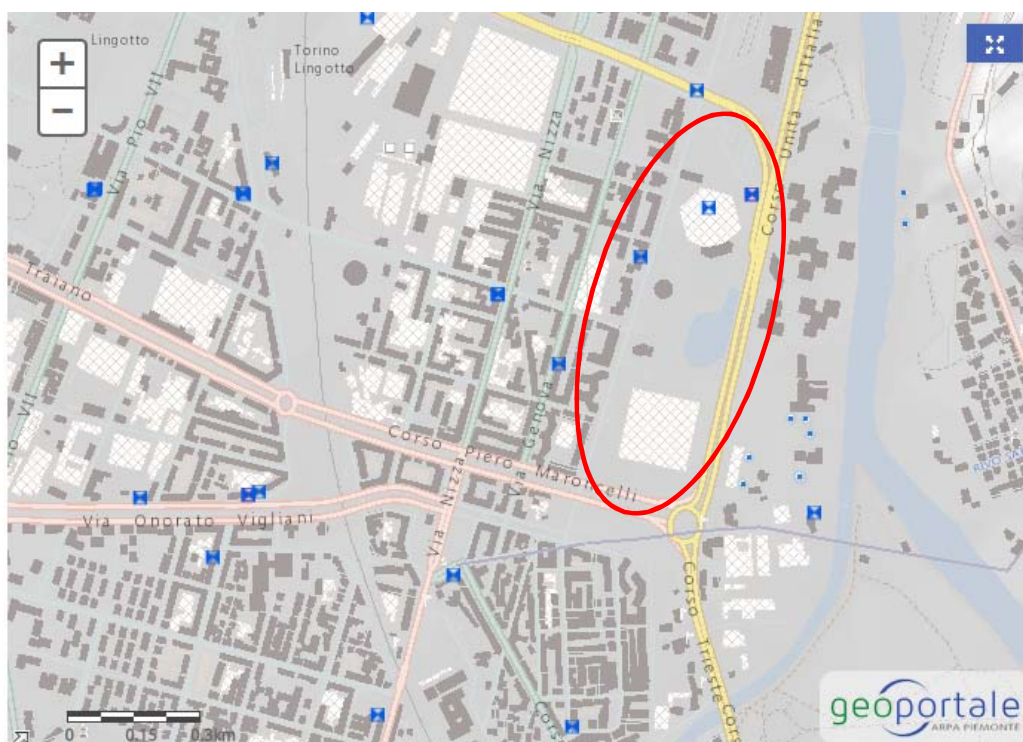 +
Lingotto
Torino
Lingotto
−
Via Pio VII
Via Nizza
Corso Unità d'Italia
Traiano
Via Genova
Corso Piero Maroncelli
Via Nizza
Via Onorato Vigliani
Corso Trieste
0 0.15 0.3km
geoportale
ARPA PIEMONTE